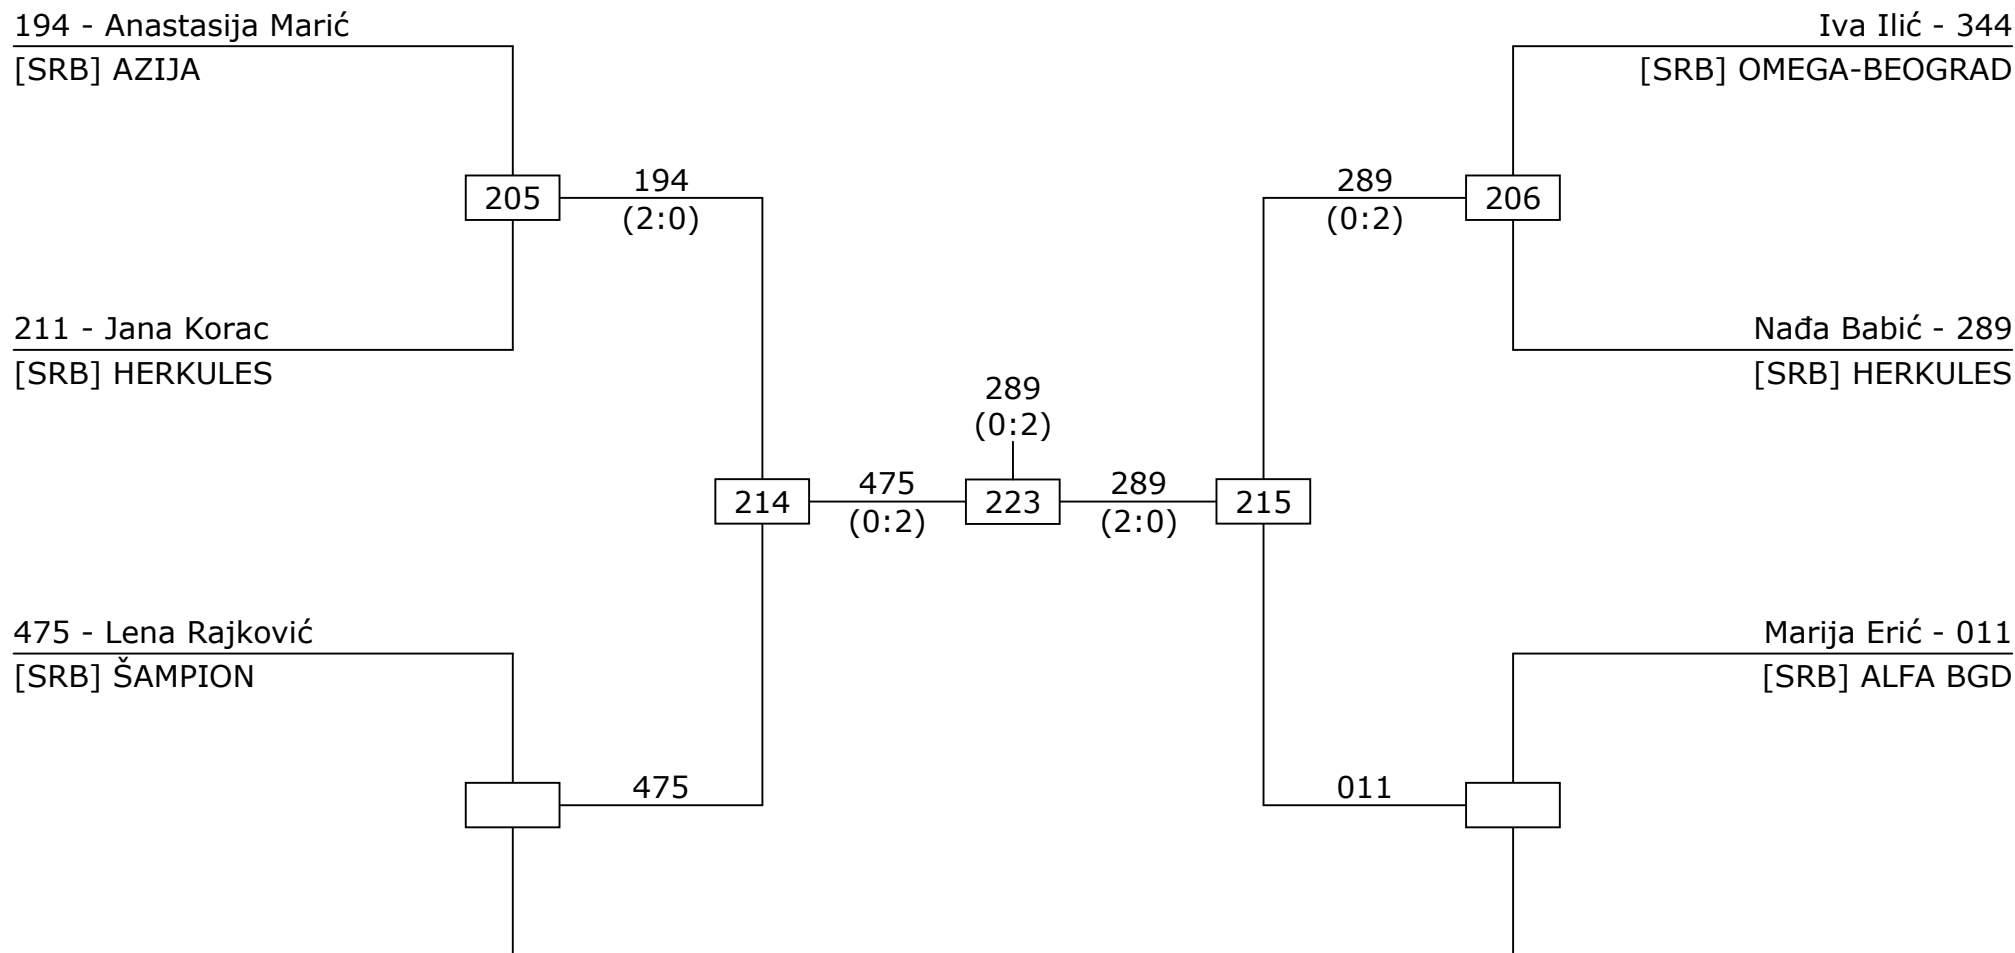 194 - Anastasija Marić
[SRB] AZIJA
Iva Ilić - 344
[SRB] OMEGA-BEOGRAD
205
194
(2:0)
289
(0:2)
206
211 - Jana Korac
[SRB] HERKULES
Nađa Babić - 289
[SRB] HERKULES
289
(0:2)
214
475
(0:2)
223
289
(2:0)
215
475 - Lena Rajković
[SRB] ŠAMPION
Marija Erić - 011
[SRB] ALFA BGD
475
011